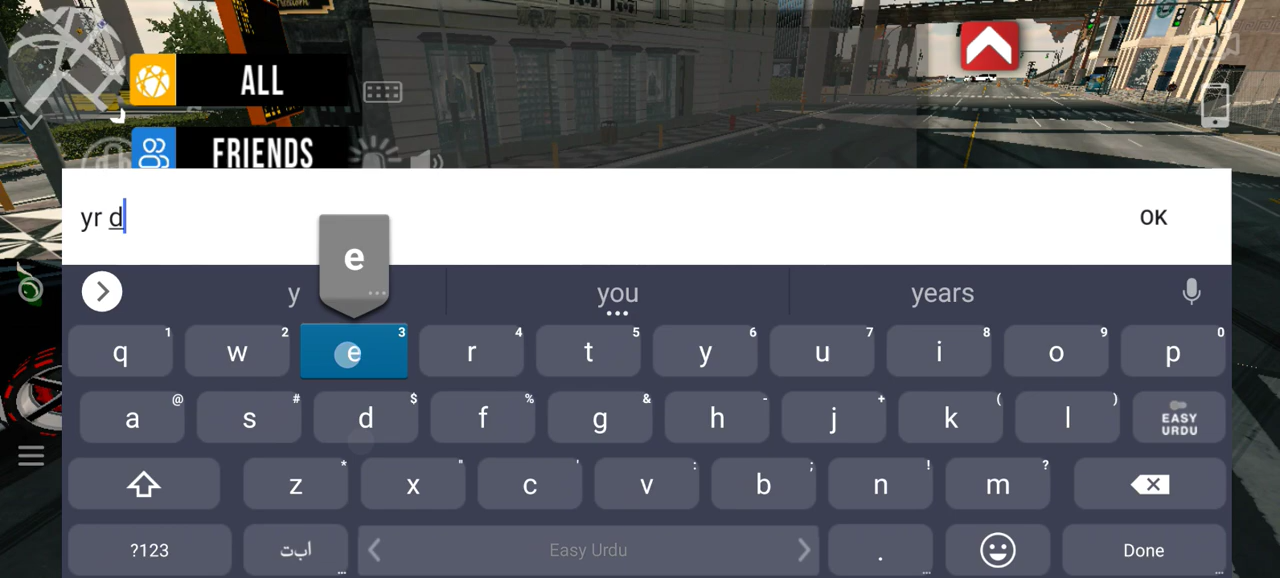 ALL
FRIENDS
yr d
OK
e
y
you
years
q 1 w 2 e 3 r 4 t 5 y 6 u 7 i 8 o 9 p 0
a @ s # d $ f % g & h - j + k ( l ) EASY URDU
z * x " c ' v : b ; n ! m ?
?123 ابت Easy Urdu . Done